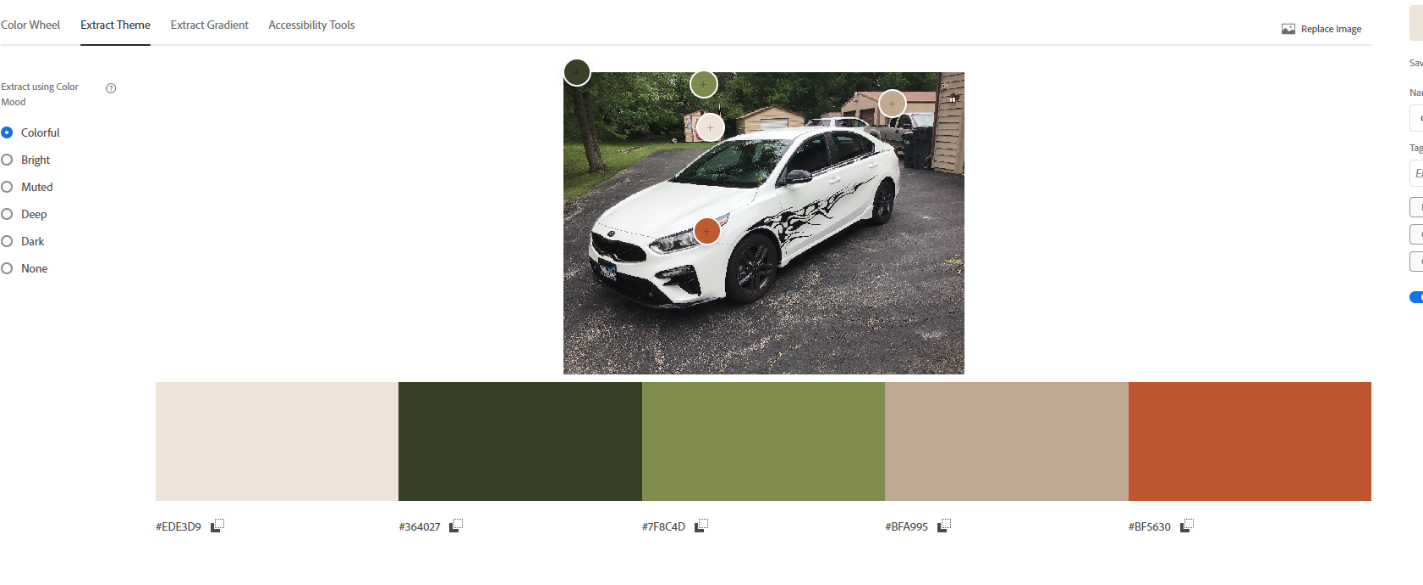 Color Wheel
Extract Theme
Extract Gradient
Accessibility Tools
Replace Image
Extract using Color
Mood
Colorful
Bright
Muted
Deep
Dark
None
#EDE3D9
#364027
#7F8C4D
#BFA995
#BF5630